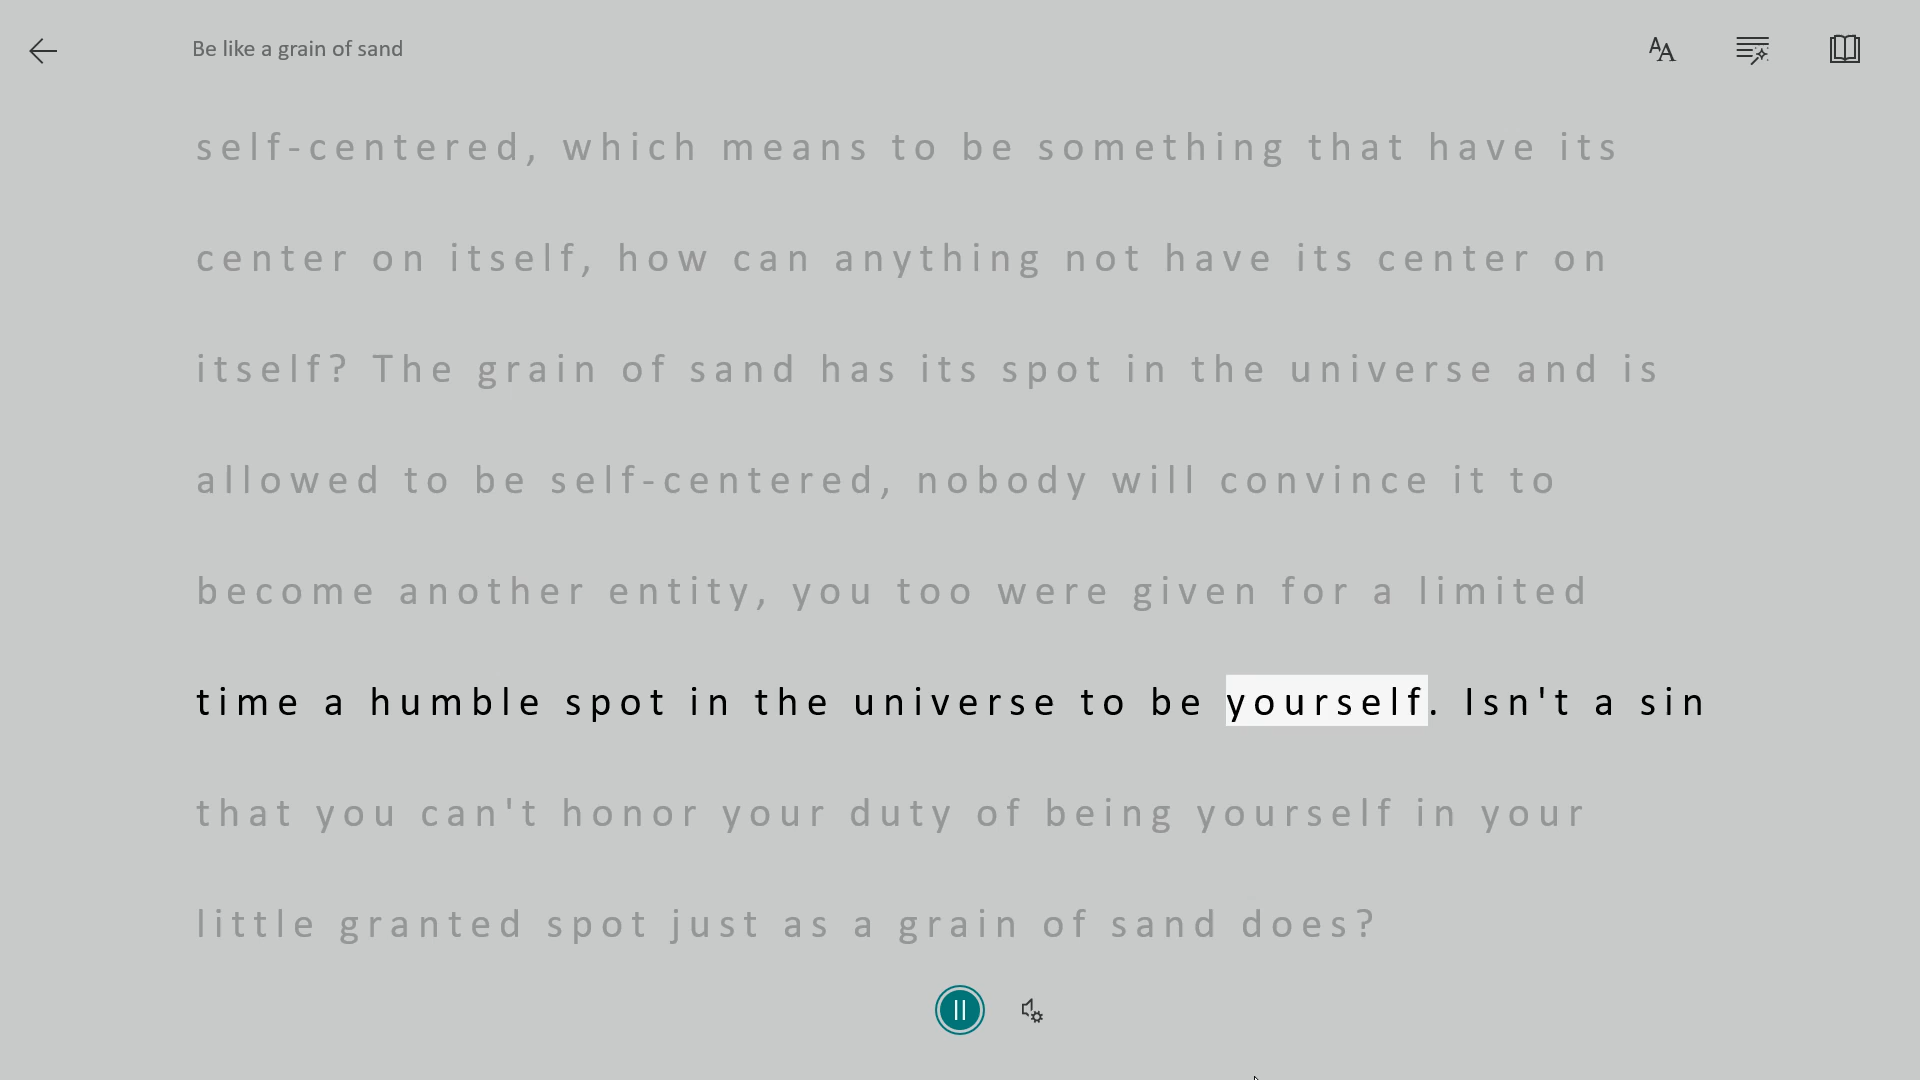 Be like a grain of sand
self-centered, which means to be something that have its
center on itself, how can anything not have its center on
itself? The grain of sand has its spot in the universe and is
allowed to be self-centered, nobody will convince it to
become another entity, you too were given for a limited
time a humble spot in the universe to be yourself. Isn't a sin
that you can't honor your duty of being yourself in your
little granted spot just as a grain of sand does?